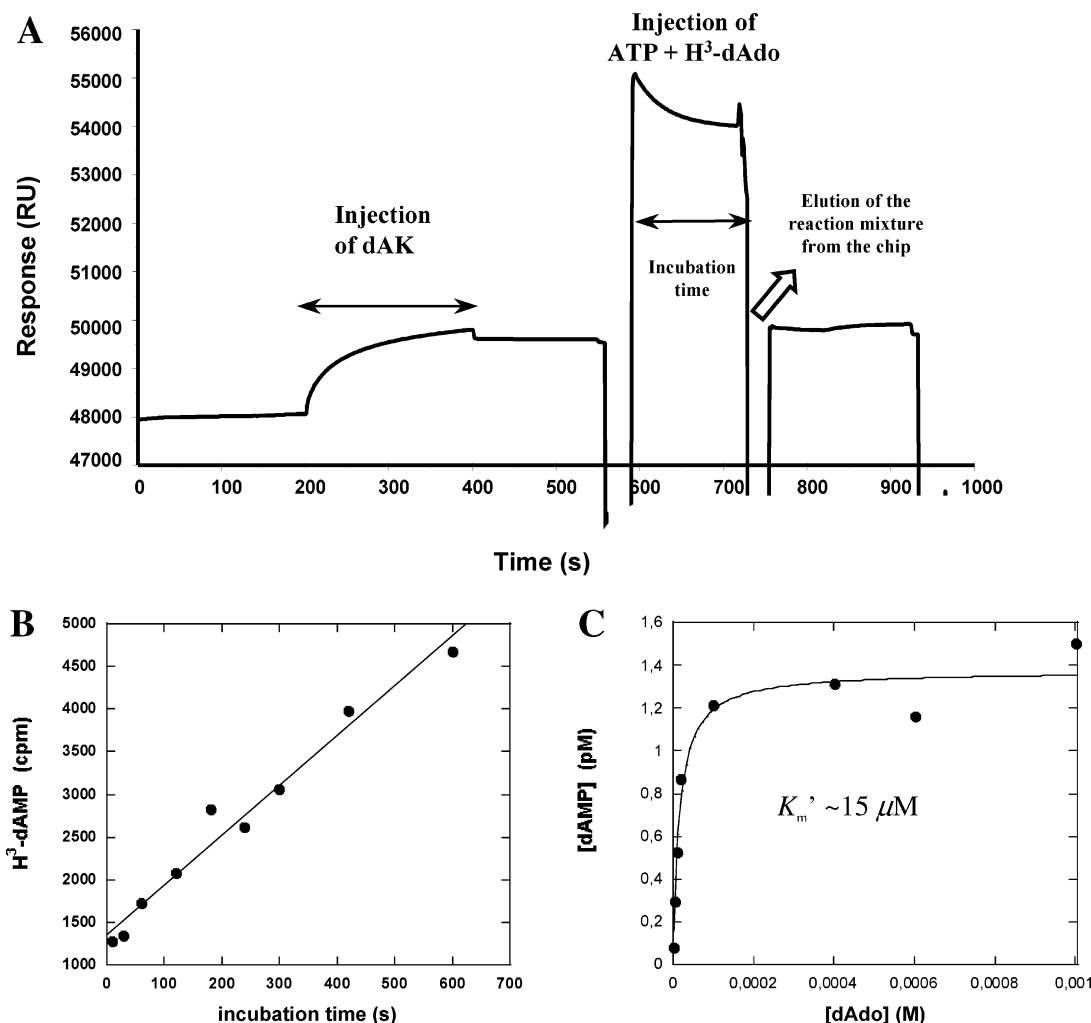 A
Injection of
ATP + H³-dAdo
56000
55000
54000
53000
52000
51000
50000
49000
48000
47000
Response (RU)
Injection
of dAK
Incubation
time
Elution of the
reaction mixture
from the chip
0 100 200 300 400 500 600 700 800 900 1000
Time (s)
B
5000
4500
4000
3500
3000
2500
2000
1500
1000
H³-dAMP (cpm)
0 100 200 300 400 500 600 700
incubation time (s)
C
1,6
1,4
1,2
1
0,8
0,6
0,4
0,2
0
[dAMP] (pM)
Kₘ’ ~15 μM
0 0,0002 0,0004 0,0006 0,0008 0,001
[dAdo] (M)